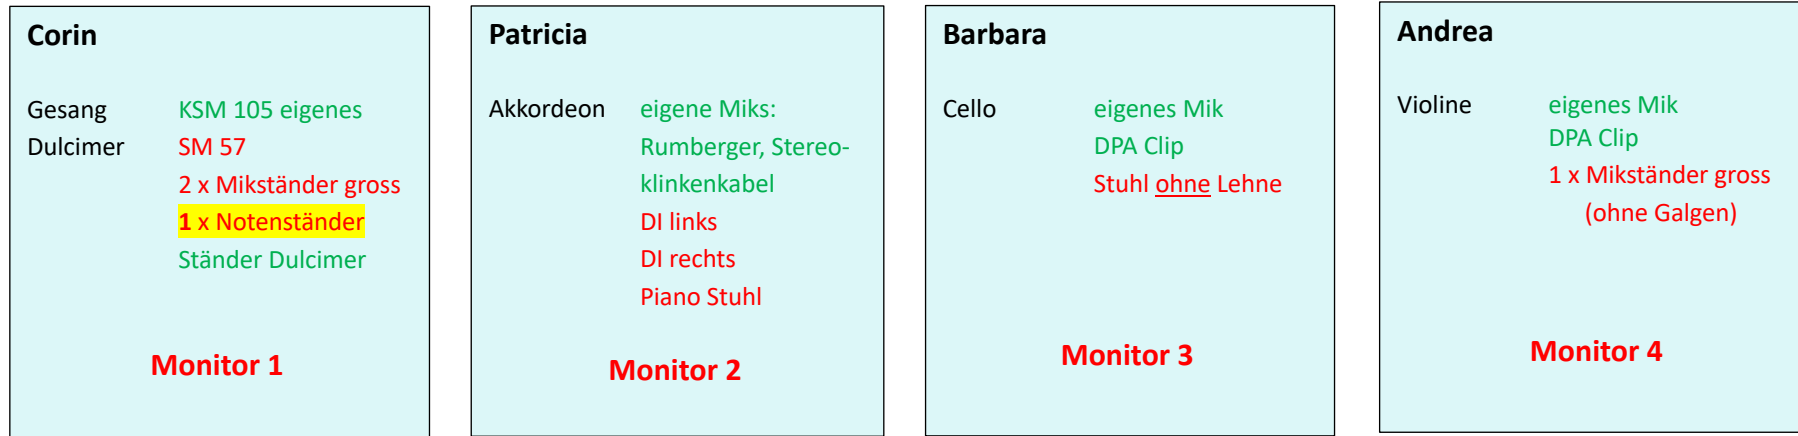 Corin
Gesang KSM 105 eigenes
Dulcimer SM 57
2 x Mikständer gross
1 x Notenständer
Ständer Dulcimer
Monitor 1
Patricia
Akkordeon eigene Miks:
Rumberger, Stereo-
klinkenkabel
DI links
DI rechts
Piano Stuhl
Monitor 2
Barbara
Cello eigenes Mik
DPA Clip
Stuhl ohne Lehne
Monitor 3
Andrea
Violine eigenes Mik
DPA Clip
1 x Mikständer gross
(ohne Galgen)
Monitor 4